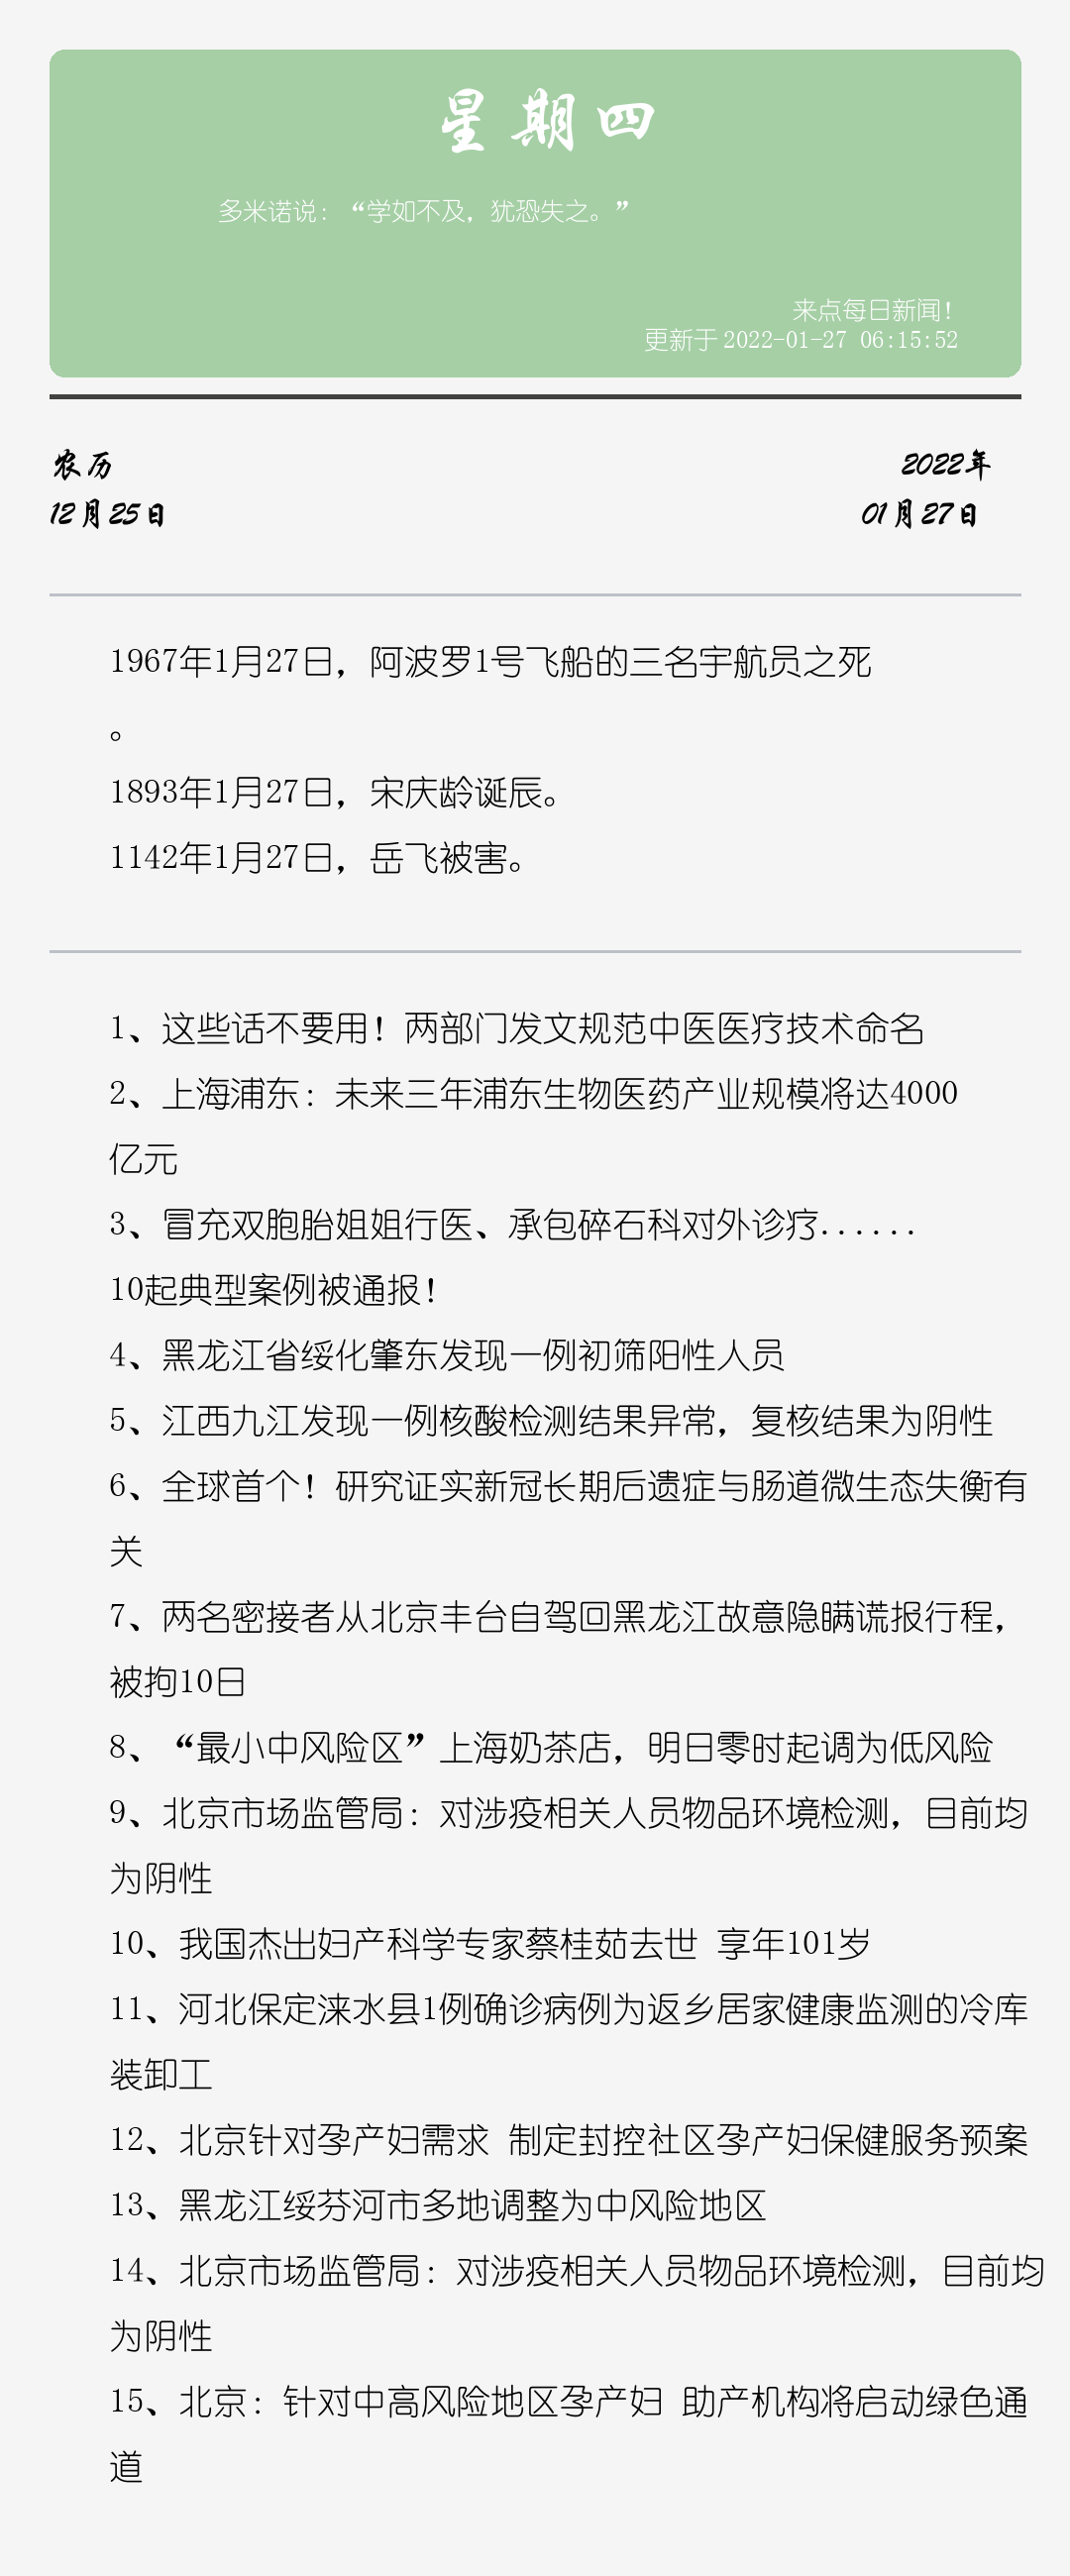 星期四
多米诺说：“学如不及，犹恐失之。”
来点每日新闻！
更新于 2022-01-27 06:15:52
农历
2022年
12月25日
01月27日
1967年1月27日，阿波罗1号飞船的三名宇航员之死
。
1893年1月27日，宋庆龄诞辰。
1142年1月27日，岳飞被害。
1、这些话不要用！两部门发文规范中医医疗技术命名
2、上海浦东：未来三年浦东生物医药产业规模将达4000
亿元
3、冒充双胞胎姐姐行医、承包碎石科对外诊疗......
10起典型案例被通报！
4、黑龙江省绥化肇东发现一例初筛阳性人员
5、江西九江发现一例核酸检测结果异常，复核结果为阴性
6、全球首个！研究证实新冠长期后遗症与肠道微生态失衡有
关
7、两名密接者从北京丰台自驾回黑龙江故意隐瞒谎报行程，
被拘10日
8、“最小中风险区”上海奶茶店，明日零时起调为低风险
9、北京市场监管局：对涉疫相关人员物品环境检测，目前均
为阴性
10、我国杰出妇产科学专家蔡桂茹去世 享年101岁
11、河北保定涞水县1例确诊病例为返乡居家健康监测的冷库
装卸工
12、北京针对孕产妇需求 制定封控社区孕产妇保健服务预案
13、黑龙江绥芬河市多地调整为中风险地区
14、北京市场监管局：对涉疫相关人员物品环境检测，目前均
为阴性
15、北京：针对中高风险地区孕产妇 助产机构将启动绿色通
道